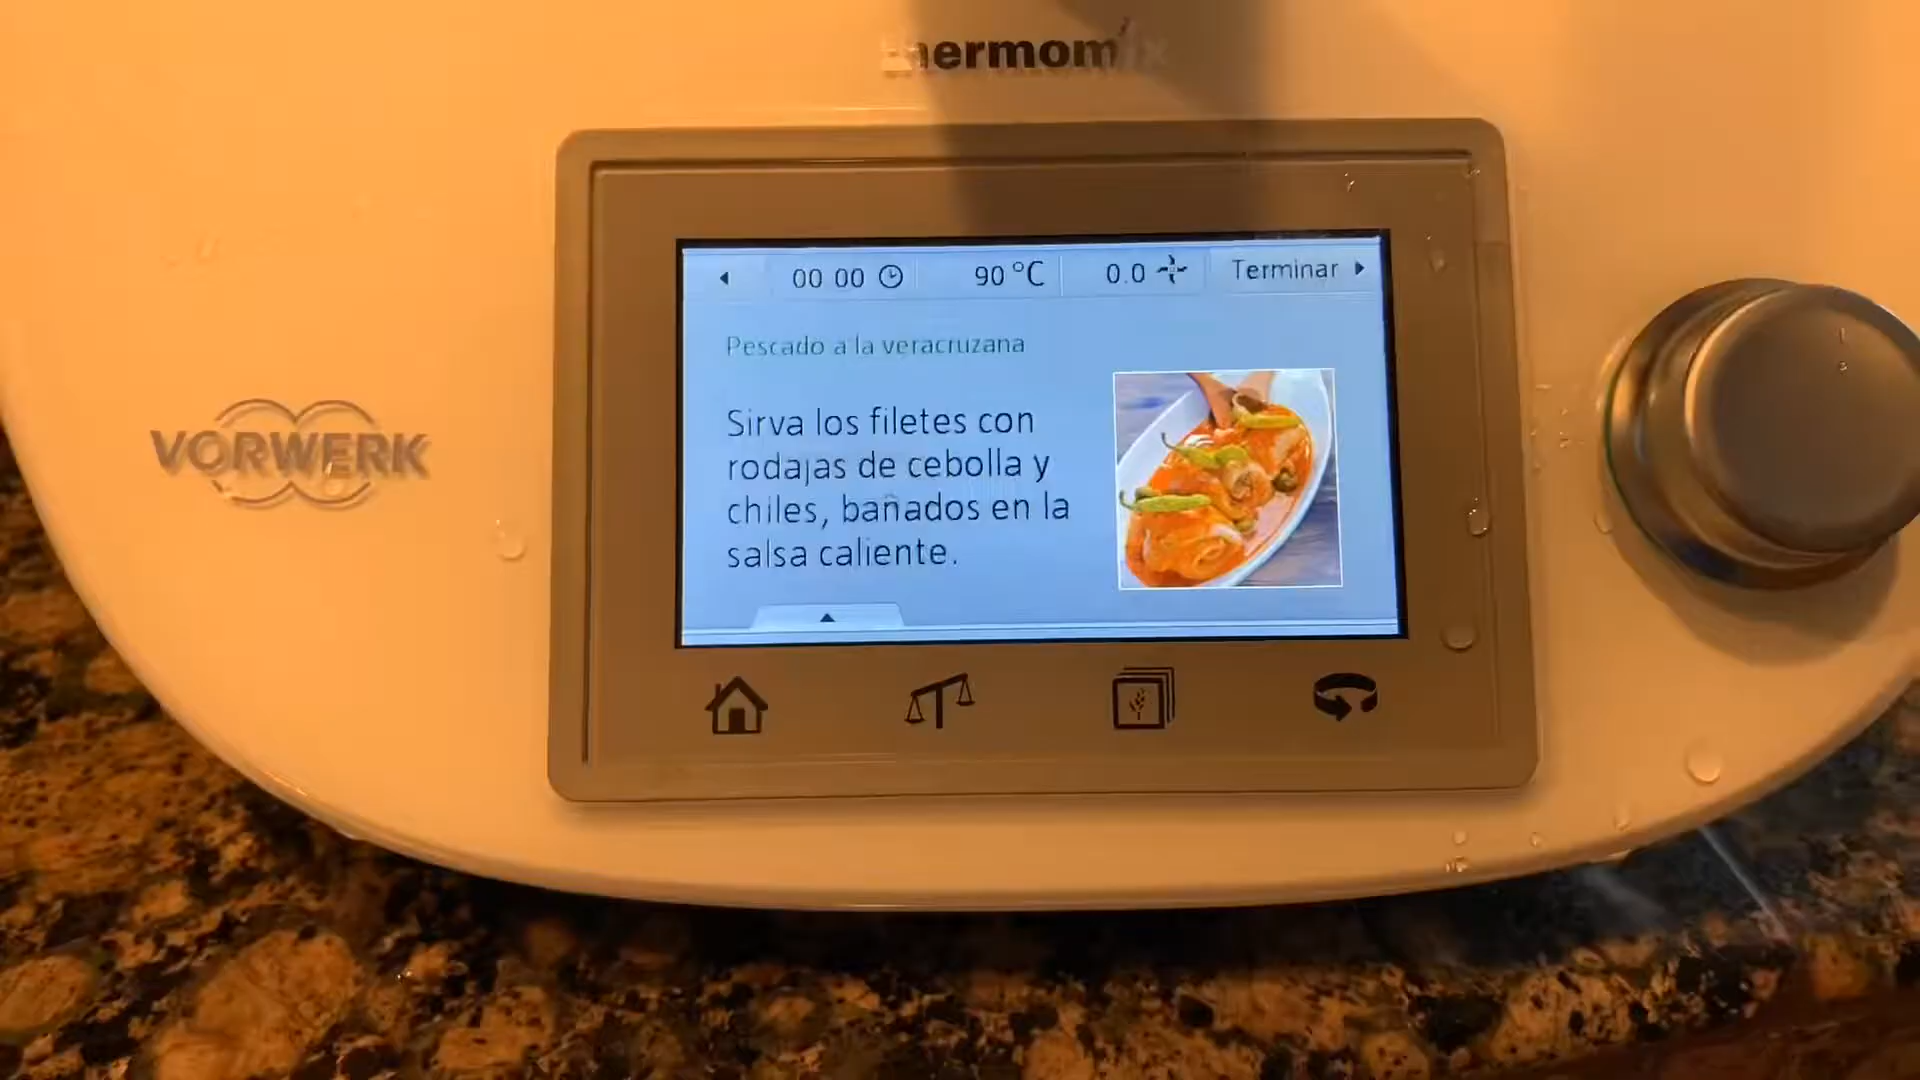 thermomix
00 00
90 °C
0.0
Terminar
Pescado a la veracruzana
Sirva los filetes con
rodajas de cebolla y
chiles, bañados en la
salsa caliente.
VORWERK